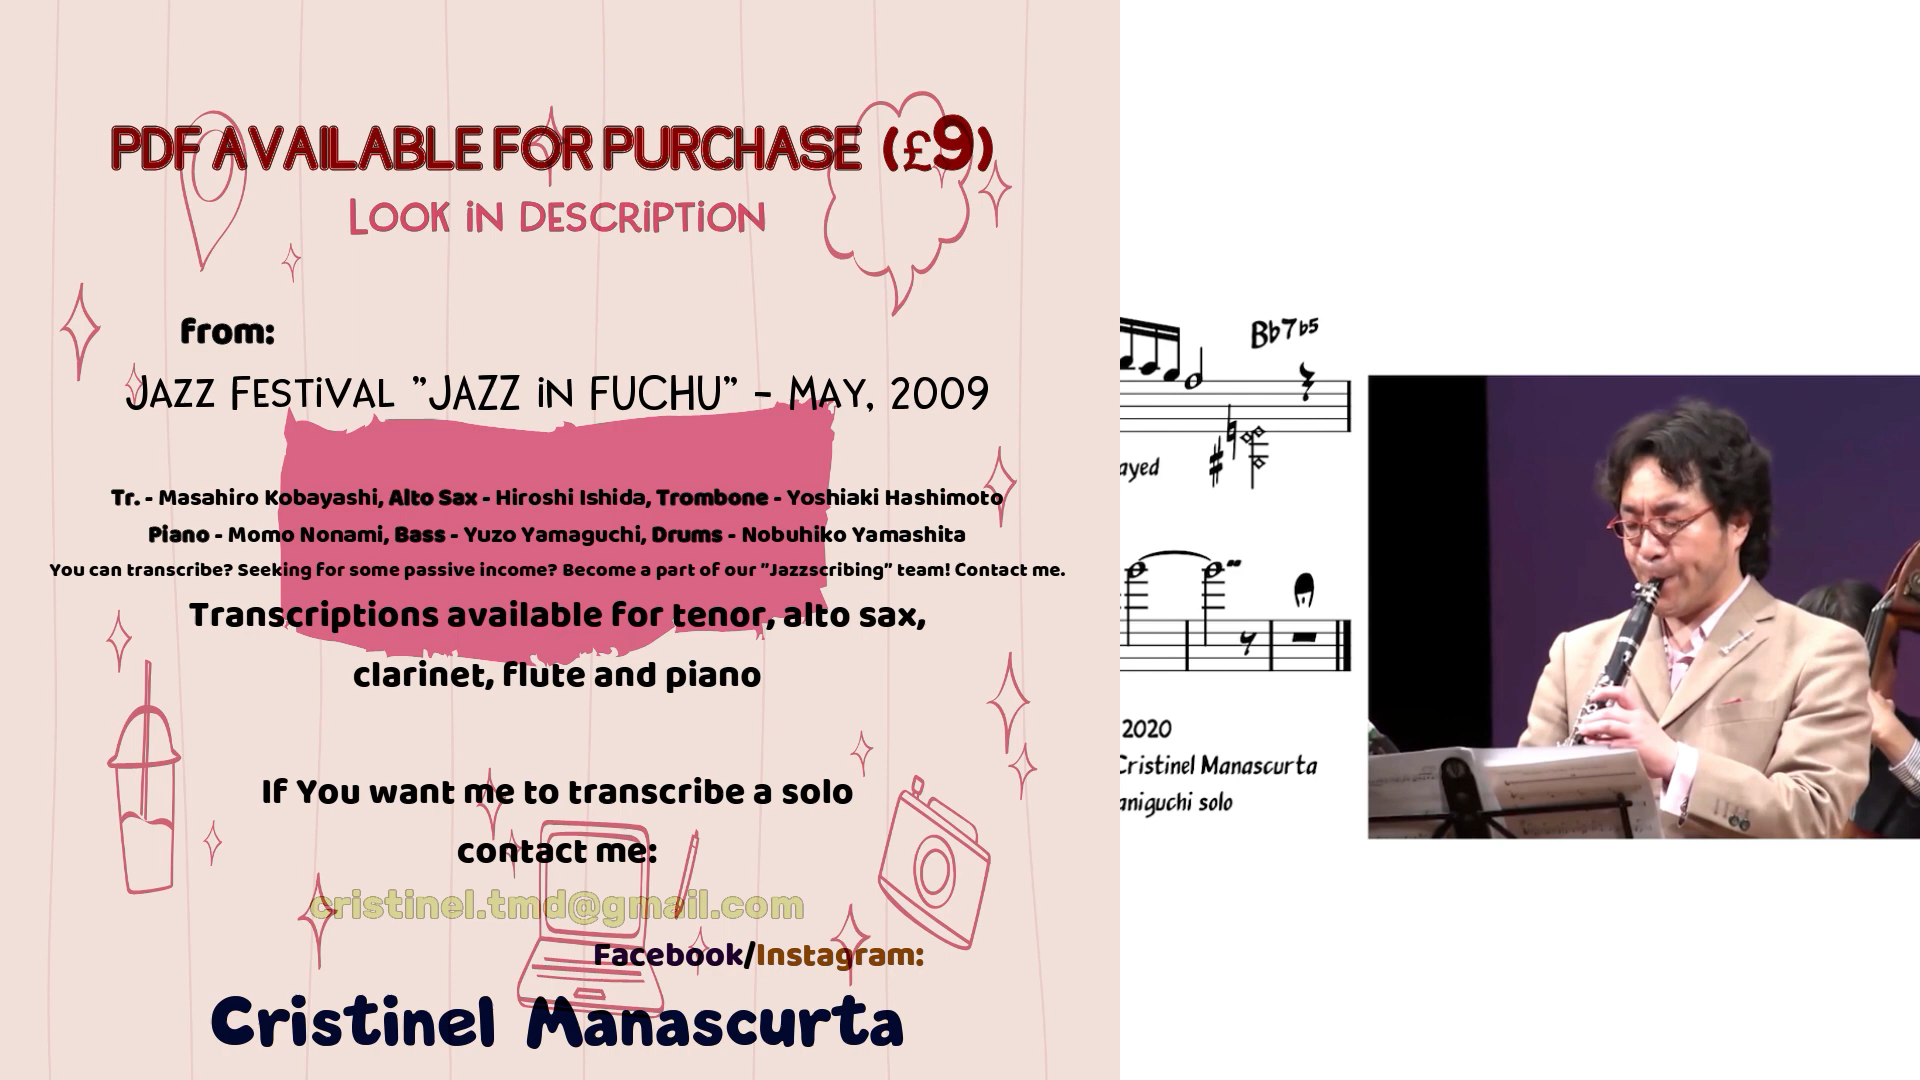 PDF AVAILABLE FOR PURCHASE (£9)
LOOK iN DESCRiPTiON
from:
JAZZ FESTiVAL "JAZZ iN FUCHU" - MAY, 2009
Tr. - Masahiro Kobayashi, Alto Sax - Hiroshi Ishida, Trombone - Yoshiaki Hashimoto
Piano - Momo Nonami, Bass - Yuzo Yamaguchi, Drums - Nobuhiko Yamashita
You can transcribe? Seeking for some passive income? Become a part of our "Jazzscribing" team! Contact me.
Transcriptions available for tenor, alto sax,
clarinet, flute and piano
If You want me to transcribe a solo
contact me:
cristinel.tmd@gmail.com
Facebook/Instagram:
Cristinel Manascurta
Bb7b5
ayed
2020
Cristinel Manascurta
aniguchi solo